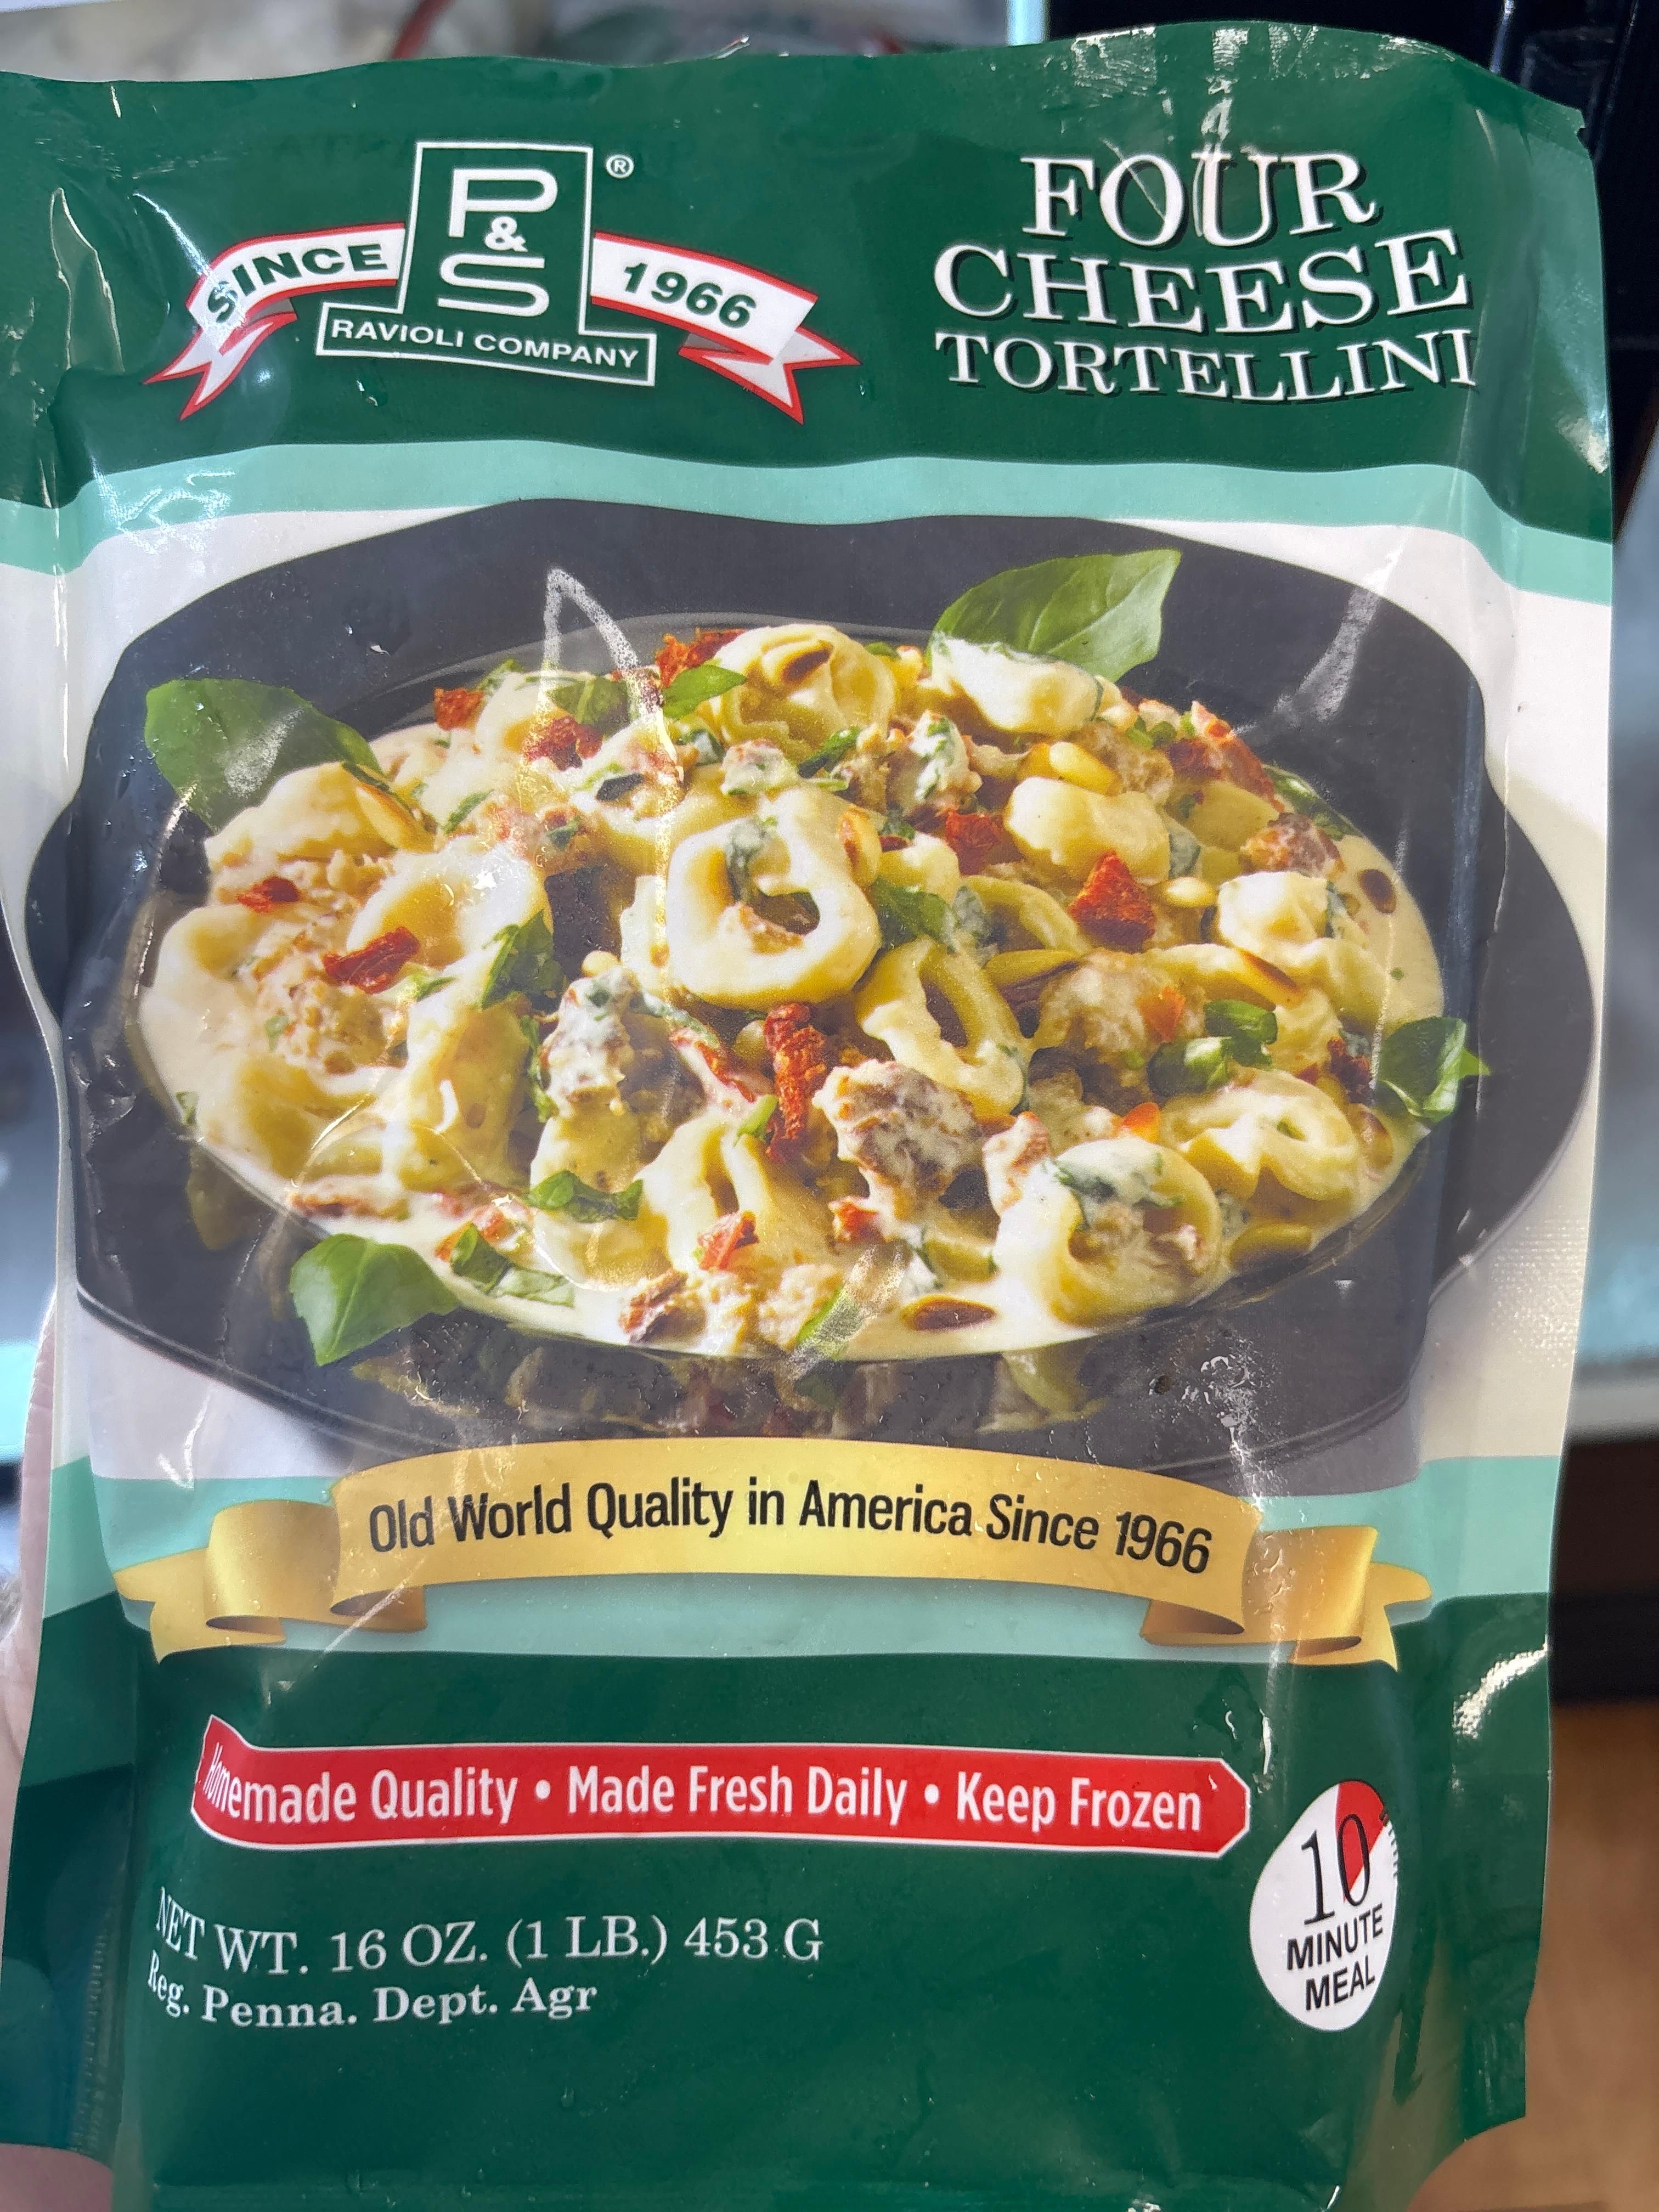 P
&
S
®
SINCE 1966
RAVIOLI COMPANY
FOUR
CHEESE
TORTELLINI
Old World Quality in America Since 1966
Homemade Quality • Made Fresh Daily • Keep Frozen
10
MINUTE
MEAL
NET WT. 16 OZ. (1 LB.) 453 G
Reg. Penna. Dept. Agr